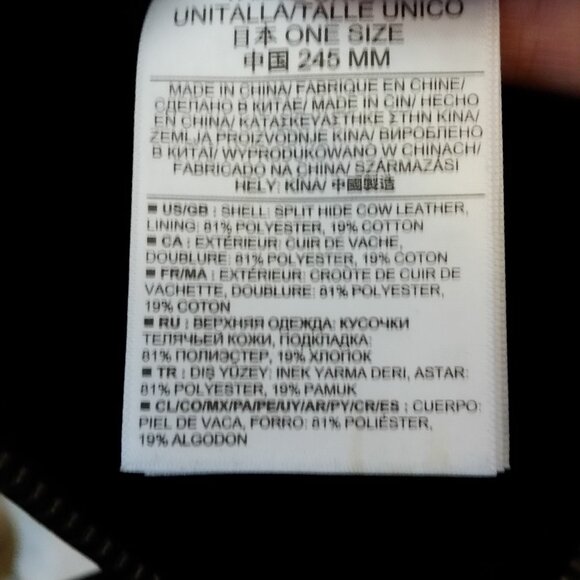 UNITALLA/TALLE UNICO
日本 ONE SIZE
中国 245 MM
MADE IN CHINA/ FABRIQUE EN CHINE/
СДЕЛАНО В КИТАЕ/ MADE IN CIN/ HECHO
EN CHINA/ ΚΑΤΑΣΚΕΥΑΣΤΗΚΕ ΣΤΗΝ ΚΙΝΑ/
ZEMLJA PROIZVODNJE KINA/ ВИРОБЛЕНО
В КИТАЇ/ WYPRODUKOWANO W CHINACH/
FABRICADO NA CHINA/ SZÁRMAZÁSI
HELY: KÍNA/ 中國製造
■ US/GB : SHELL: SPLIT HIDE COW LEATHER,
LINING: 81% POLYESTER, 19% COTTON
■ CA : EXTÉRIEUR: CUIR DE VACHE,
DOUBLURE: 81% POLYESTER, 19% COTON
■ FR/MA : EXTÉRIEUR: CROUTE DE CUIR DE
VACHETTE, DOUBLURE: 81% POLYESTER,
19% COTON
■ RU : ВЕРХНЯЯ ОДЕЖДА: КУСОЧКИ
ТЕЛЯЧЬЕЙ КОЖИ, ПОДКЛАДКА:
81% ПОЛИЭСТЕР, 19% ХЛОПОК
■ TR : DIŞ YÜZEY: INEK YARMA DERI, ASTAR:
81% POLYESTER, 19% PAMUK
■ CL/CO/MX/PA/PE/UY/AR/PY/CR/ES : CUERPO:
PIEL DE VACA, FORRO: 81% POLIÉSTER,
19% ALGODON